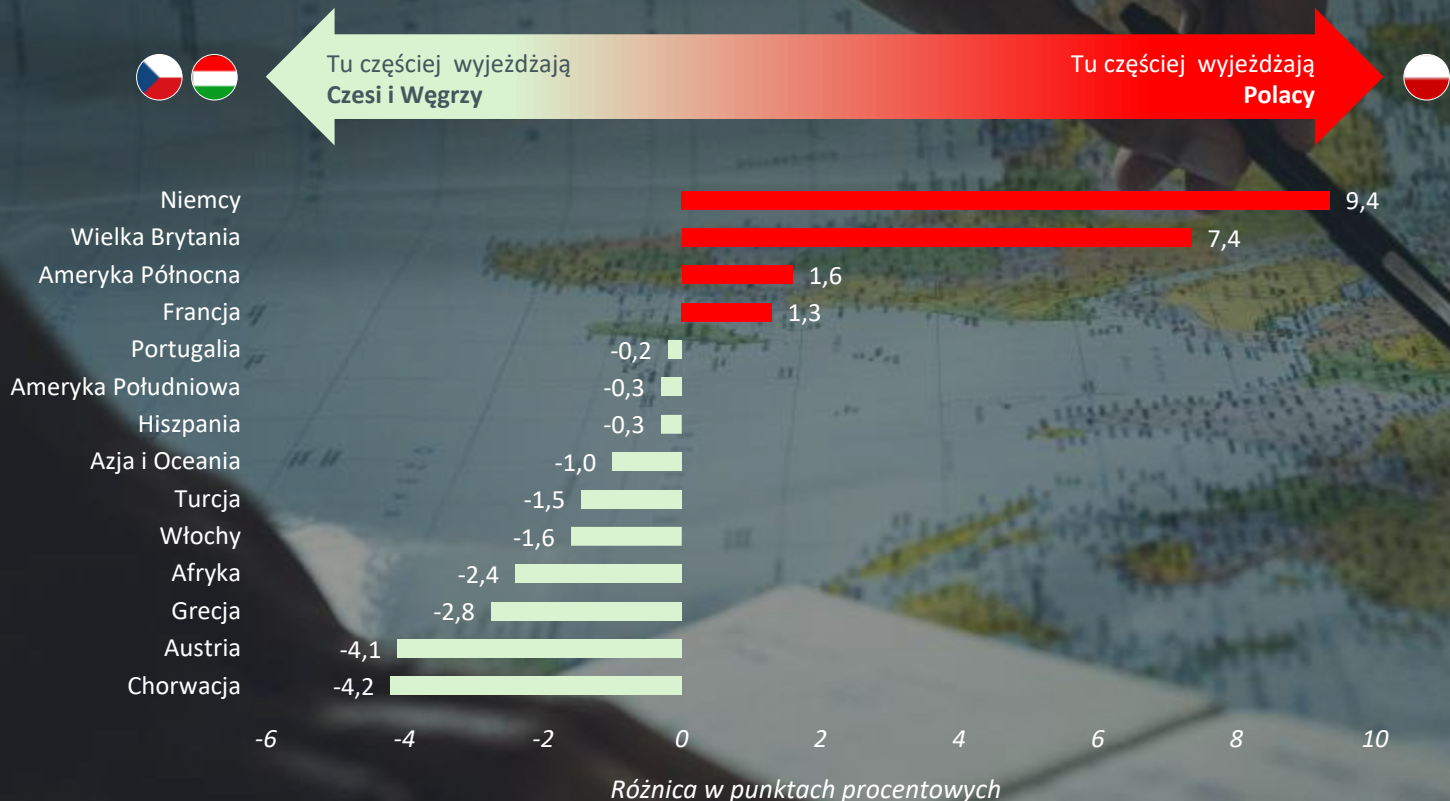 Tu częściej wyjeżdżają
Czesi i Węgrzy
Tu częściej wyjeżdżają
Polacy
Niemcy 9,4
Wielka Brytania 7,4
Ameryka Północna 1,6
Francja 1,3
Portugalia -0,2
Ameryka Południowa -0,3
Hiszpania -0,3
Azja i Oceania -1,0
Turcja -1,5
Włochy -1,6
Afryka -2,4
Grecja -2,8
Austria -4,1
Chorwacja -4,2
-6 -4 -2 0 2 4 6 8 10
Różnica w punktach procentowych